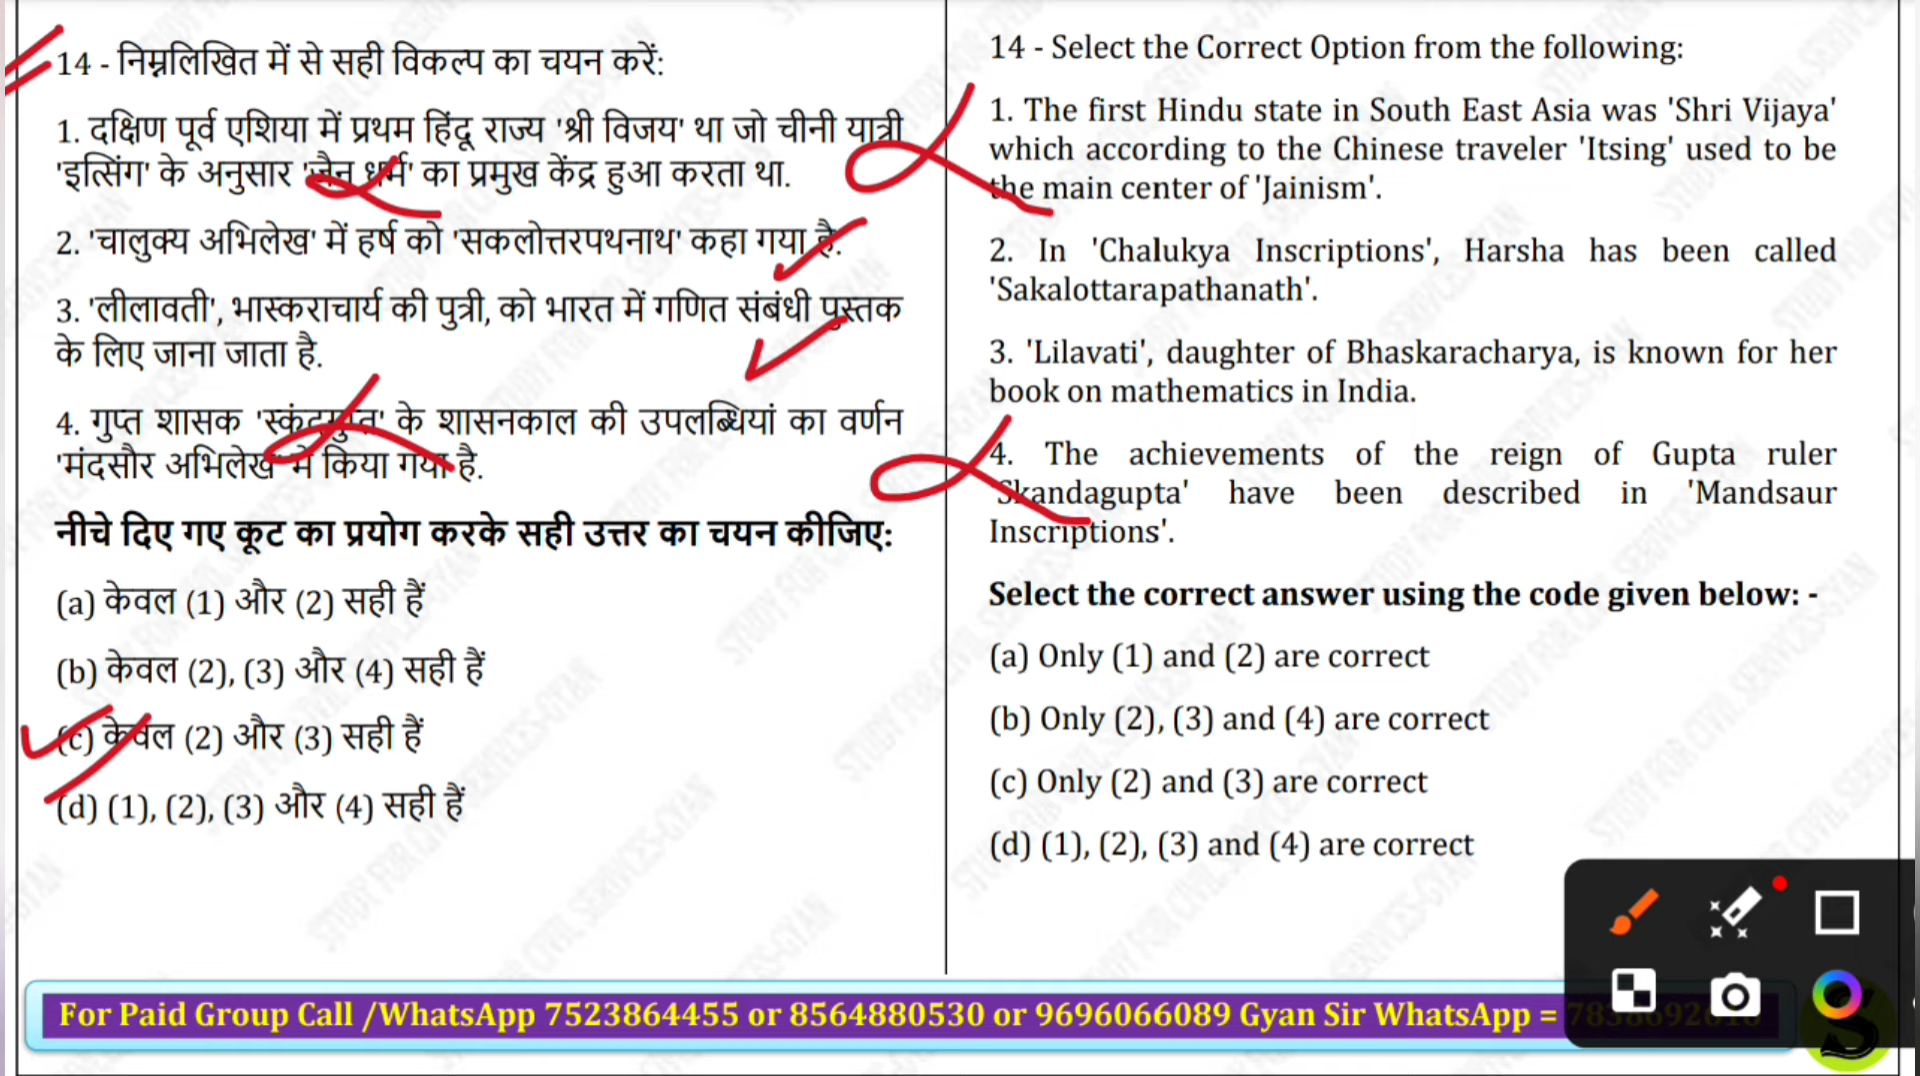 14 - निम्नलिखित में से सही विकल्प का चयन करें:
1. दक्षिण पूर्व एशिया में प्रथम हिंदू राज्य 'श्री विजय' था जो चीनी यात्री
'इत्सिंग' के अनुसार 'जैन धर्म' का प्रमुख केंद्र हुआ करता था.
2. 'चालुक्य अभिलेख' में हर्ष को 'सकलोत्तरपथनाथ' कहा गया है.
3. 'लीलावती', भास्कराचार्य की पुत्री, को भारत में गणित संबंधी पुस्तक
के लिए जाना जाता है.
4. गुप्त शासक 'स्कंदगुप्त' के शासनकाल की उपलब्धियां का वर्णन
'मंदसौर अभिलेख' में किया गया है.
नीचे दिए गए कूट का प्रयोग करके सही उत्तर का चयन कीजिए:
(a) केवल (1) और (2) सही हैं
(b) केवल (2), (3) और (4) सही हैं
(c) केवल (2) और (3) सही हैं
(d) (1), (2), (3) और (4) सही हैं
14 - Select the Correct Option from the following:
1. The first Hindu state in South East Asia was 'Shri Vijaya'
which according to the Chinese traveler 'Itsing' used to be
the main center of 'Jainism'.
2. In 'Chalukya Inscriptions', Harsha has been called
'Sakalottarapathanath'.
3. 'Lilavati', daughter of Bhaskaracharya, is known for her
book on mathematics in India.
4. The achievements of the reign of Gupta ruler
'Skandagupta' have been described in 'Mandsaur
Inscriptions'.
Select the correct answer using the code given below: -
(a) Only (1) and (2) are correct
(b) Only (2), (3) and (4) are correct
(c) Only (2) and (3) are correct
(d) (1), (2), (3) and (4) are correct
For Paid Group Call /WhatsApp 7523864455 or 8564880530 or 9696066089 Gyan Sir WhatsApp =